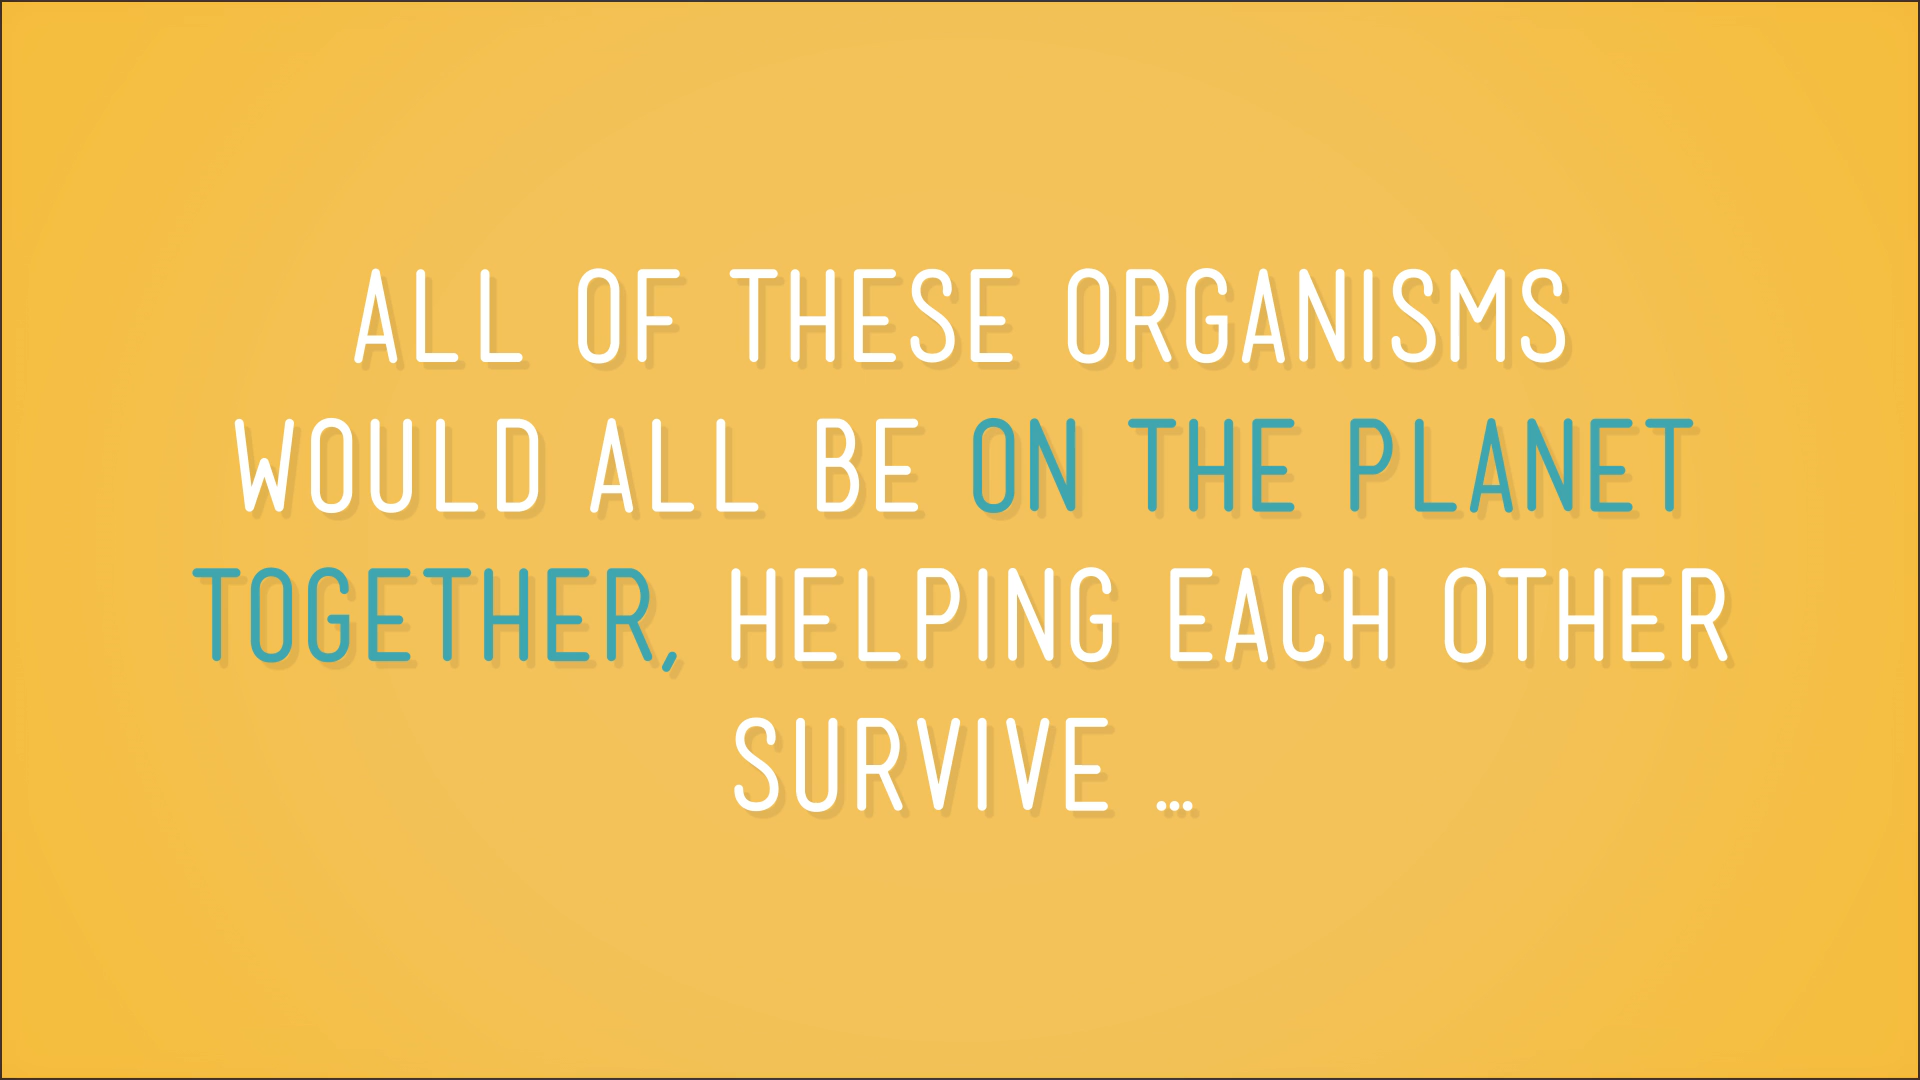 ALL OF THESE ORGANISMS
WOULD ALL BE ON THE PLANET
TOGETHER, HELPING EACH OTHER
SURVIVE ...